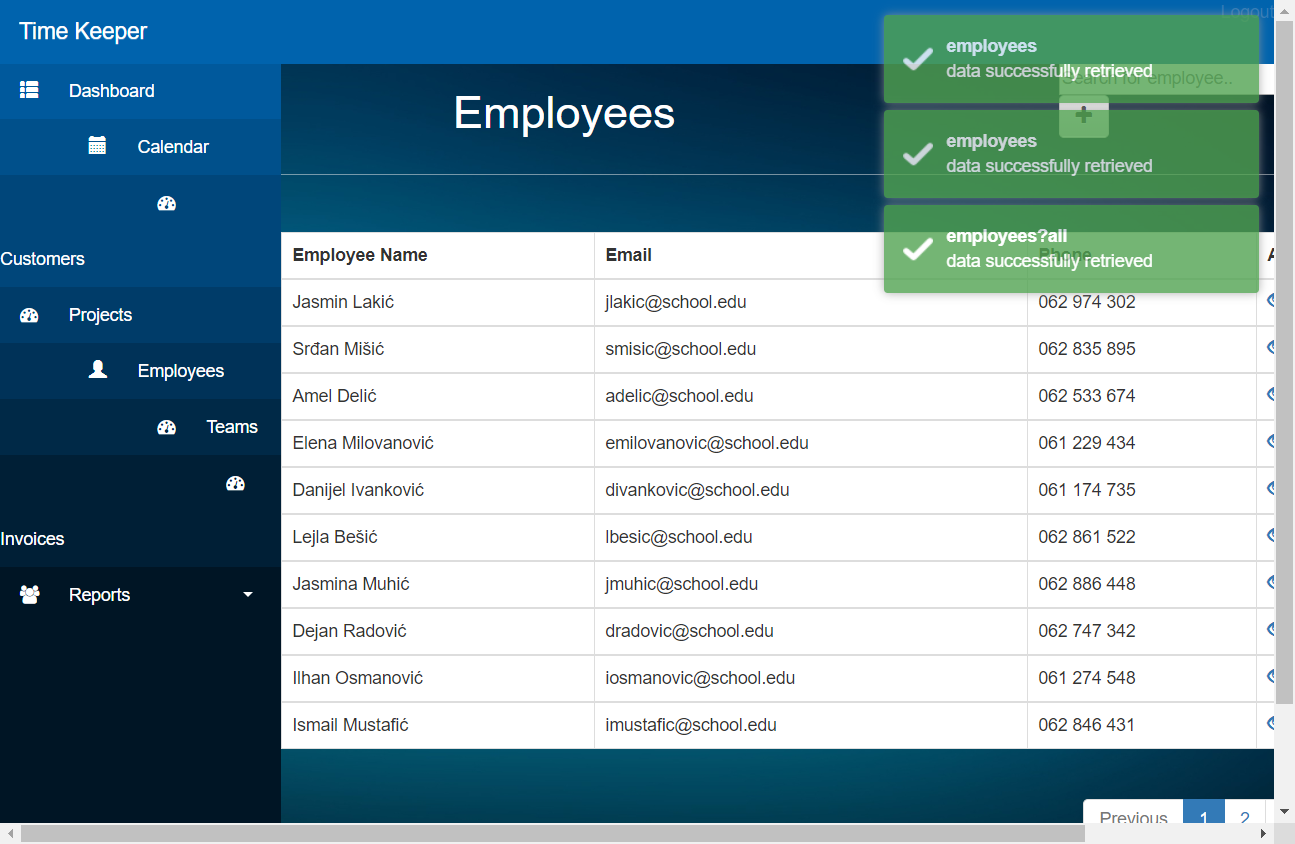 Time Keeper
Logout
Dashboard
Calendar
Customers
Projects
Employees
Teams
Invoices
Reports
Employees
Search for employee..
employees
data successfully retrieved
employees
data successfully retrieved
employees?all
data successfully retrieved
Employee Name Email Phone A
Jasmin Lakić jlakic@school.edu 062 974 302
Srđan Mišić smisic@school.edu 062 835 895
Amel Delić adelic@school.edu 062 533 674
Elena Milovanović emilovanovic@school.edu 061 229 434
Danijel Ivanković divankovic@school.edu 061 174 735
Lejla Bešić lbesic@school.edu 062 861 522
Jasmina Muhić jmuhic@school.edu 062 886 448
Dejan Radović dradovic@school.edu 062 747 342
Ilhan Osmanović iosmanovic@school.edu 061 274 548
Ismail Mustafić imustafic@school.edu 062 846 431
Previous 1 2